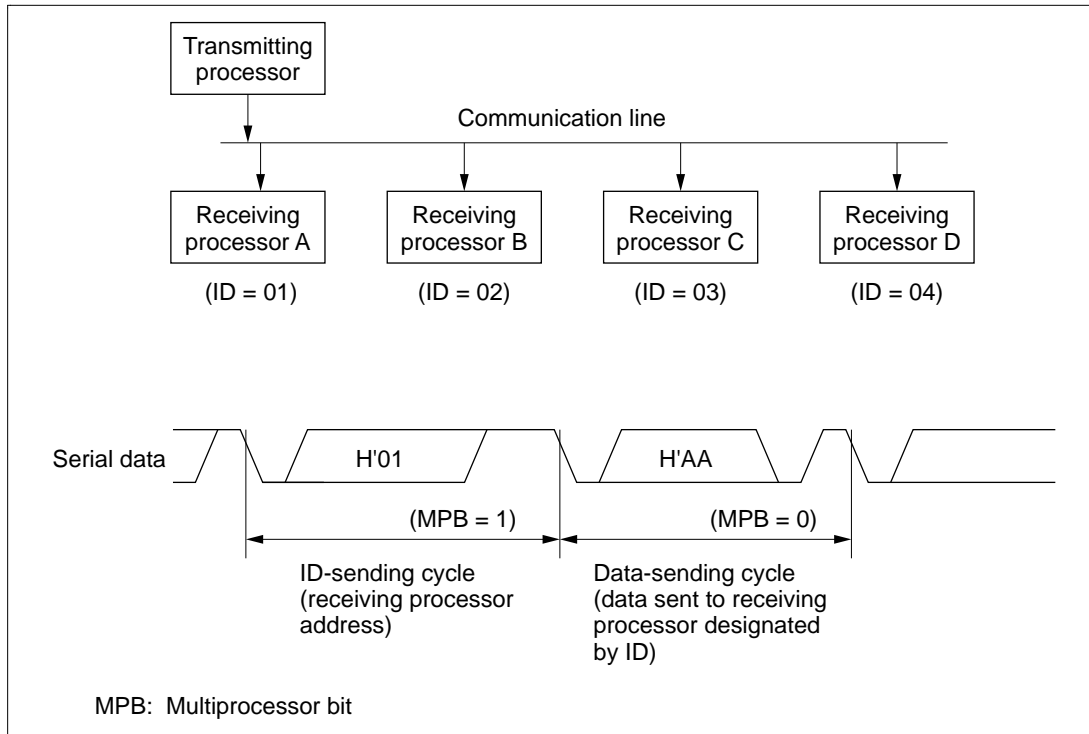 Transmitting
processor
Communication line
Receiving
processor A
Receiving
processor B
Receiving
processor C
Receiving
processor D
(ID = 01)
(ID = 02)
(ID = 03)
(ID = 04)
Serial data
H'01
H'AA
(MPB = 1)
(MPB = 0)
ID-sending cycle
(receiving processor
address)
Data-sending cycle
(data sent to receiving
processor designated
by ID)
MPB: Multiprocessor bit